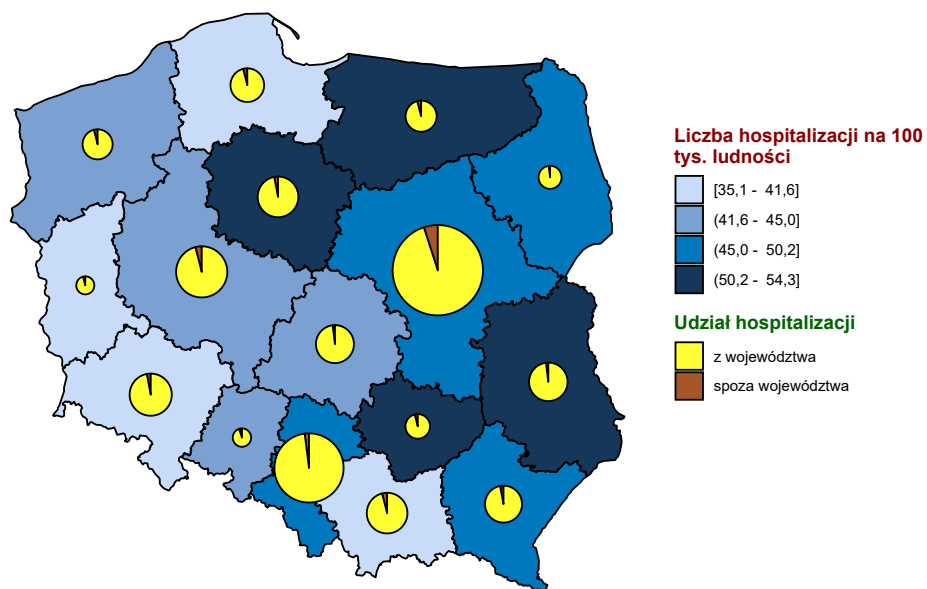 Liczba hospitalizacji na 100
tys. ludności
[35,1 - 41,6]
(41,6 - 45,0]
(45,0 - 50,2]
(50,2 - 54,3]
Udział hospitalizacji
z województwa
spoza województwa